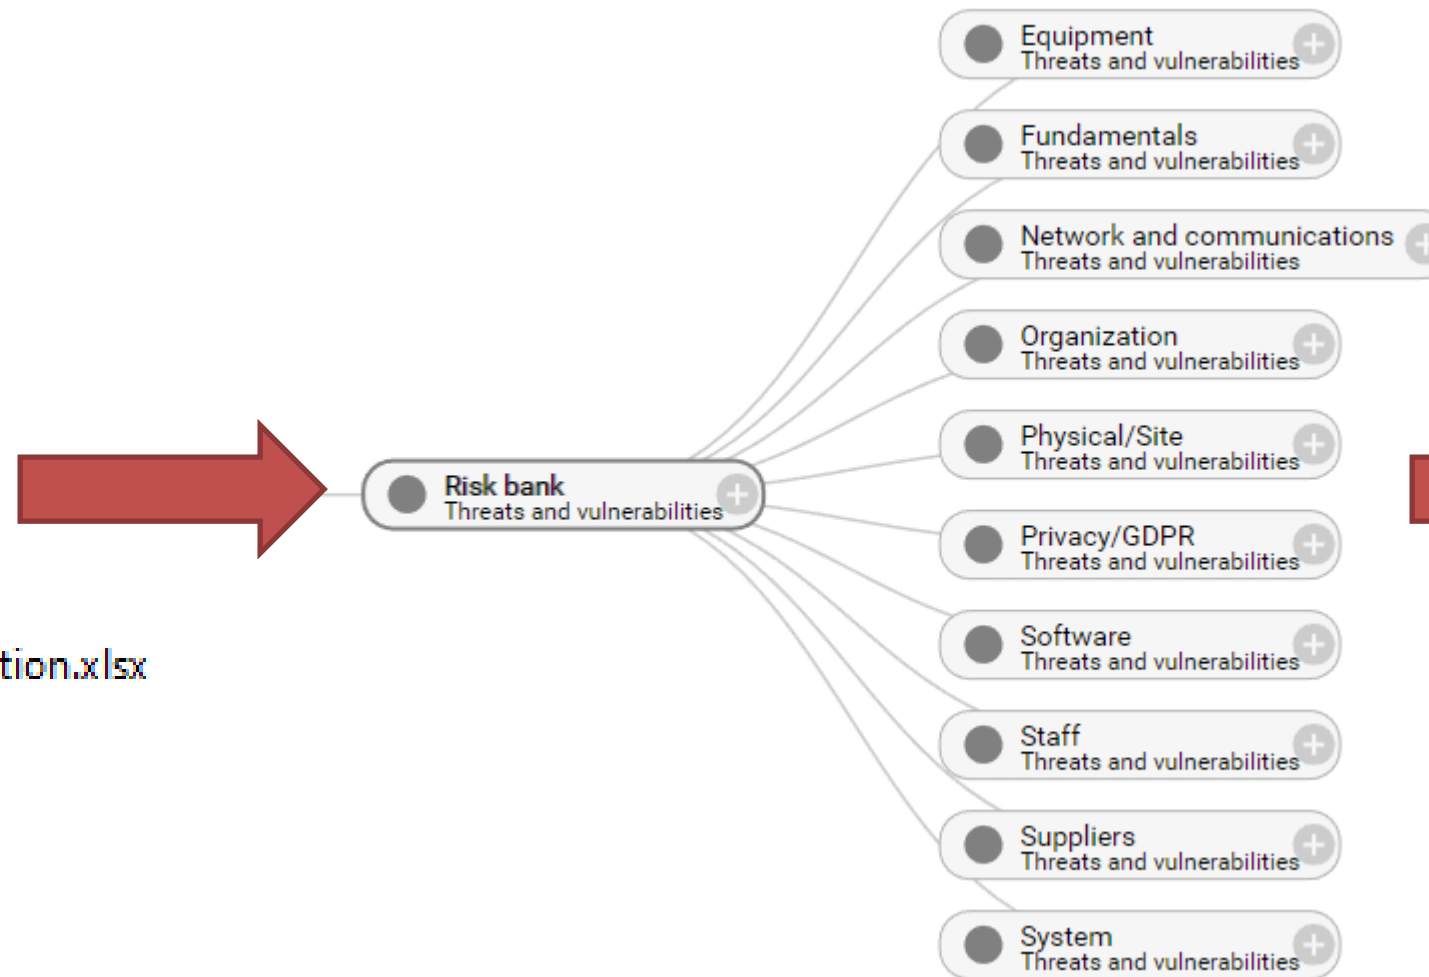 Equipment
Threats and vulnerabilities
Fundamentals
Threats and vulnerabilities
Network and communications
Threats and vulnerabilities
Organization
Threats and vulnerabilities
Physical/Site
Threats and vulnerabilities
Risk bank
Threats and vulnerabilities
Privacy/GDPR
Threats and vulnerabilities
Software
Threats and vulnerabilities
tion.xlsx
Staff
Threats and vulnerabilities
Suppliers
Threats and vulnerabilities
System
Threats and vulnerabilities